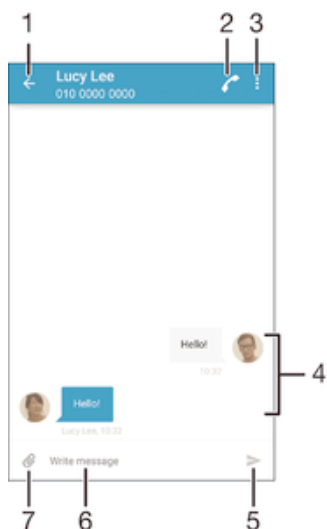 1 2 3
Lucy Lee
010 0000 0000
Hello!
10:32
4
Hello!
Lucy Lee, 10:32
Write message
7 6 5